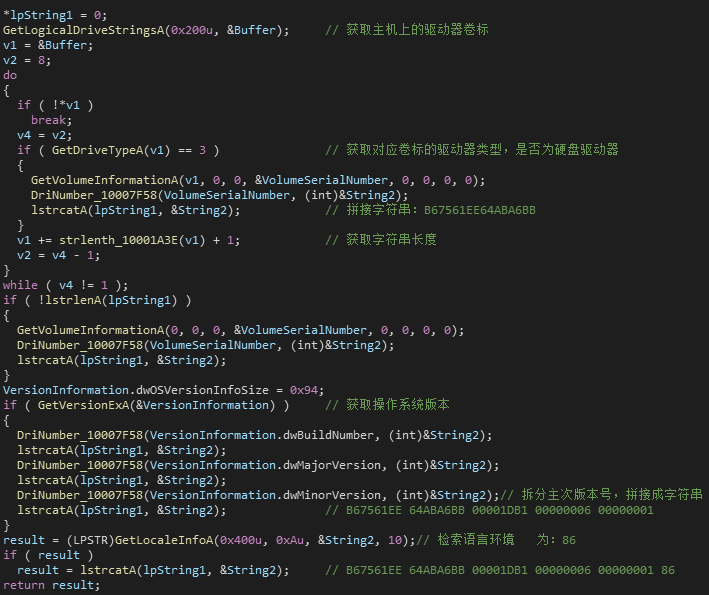 *lpString1 = 0;
GetLogicalDriveStringsA(0x200u, &Buffer);     // 获取主机上的驱动器卷标
v1 = &Buffer;
v2 = 8;
do
{
  if ( !*v1 )
    break;
  v4 = v2;
  if ( GetDriveTypeA(v1) == 3 )               // 获取对应卷标的驱动器类型，是否为硬盘驱动器
  {
    GetVolumeInformationA(v1, 0, 0, &VolumeSerialNumber, 0, 0, 0, 0);
    DriNumber_10007F58(VolumeSerialNumber, (int)&String2);
    lstrcatA(lpString1, &String2);            // 拼接字符串：B67561EE64ABA6BB
  }
  v1 += strlenth_10001A3E(v1) + 1;            // 获取字符串长度
  v2 = v4 - 1;
}
while ( v4 != 1 );
if ( !lstrlenA(lpString1) )
{
  GetVolumeInformationA(0, 0, 0, &VolumeSerialNumber, 0, 0, 0, 0);
  DriNumber_10007F58(VolumeSerialNumber, (int)&String2);
  lstrcatA(lpString1, &String2);
}
VersionInformation.dwOSVersionInfoSize = 0x94;
if ( GetVersionExA(&VersionInformation) )     // 获取操作系统版本
{
  DriNumber_10007F58(VersionInformation.dwBuildNumber, (int)&String2);
  lstrcatA(lpString1, &String2);
  DriNumber_10007F58(VersionInformation.dwMajorVersion, (int)&String2);
  lstrcatA(lpString1, &String2);
  DriNumber_10007F58(VersionInformation.dwMinorVersion, (int)&String2);// 拆分主次版本号，拼接成字符串
  lstrcatA(lpString1, &String2);              // B67561EE 64ABA6BB 00001DB1 00000006 00000001
}
result = (LPSTR)GetLocaleInfoA(0x400u, 0xAu, &String2, 10);// 检索语言环境   为：86
if ( result )
  result = lstrcatA(lpString1, &String2);     // B67561EE 64ABA6BB 00001DB1 00000006 00000001 86
return result;